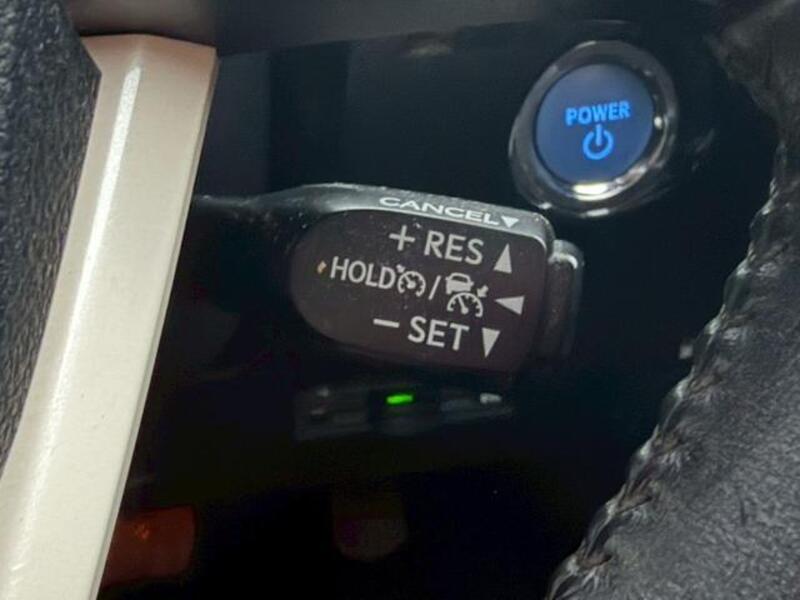 POWER
CANCEL▼
+ RES ▲
HOLD / ◀
− SET ▼